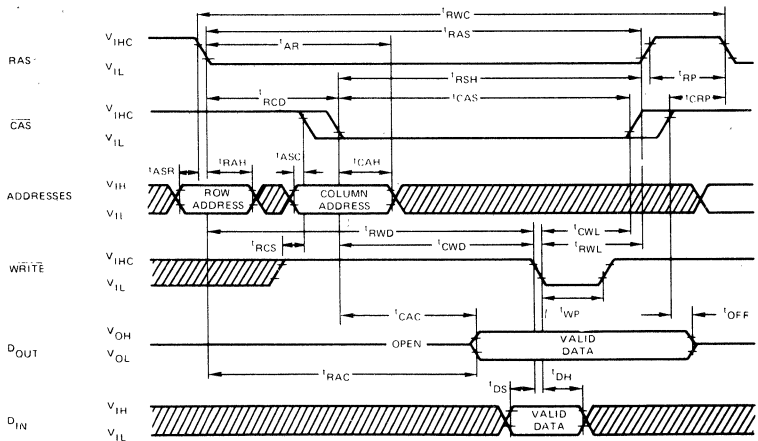 tRWC
tRAS
tAR
RAS
VIHC
VIL
tRSH
tRP
tRCD
tCAS
tCRP
CAS
VIHC
VIL
tASR
tRAH
tASC
tCAH
ADDRESSES
VIH
VIL
ROW ADDRESS
COLUMN ADDRESS
tRWD
tCWL
tRCS
tCWD
tRWL
WRITE
VIHC
VIL
tCAC
tWP
tOFF
DOUT
VOH
VOL
OPEN
VALID DATA
tRAC
tDS
tDH
DIN
VIH
VIL
VALID DATA